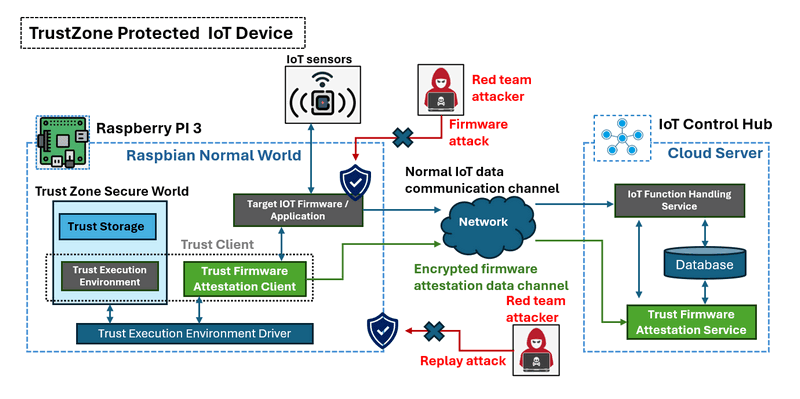 TrustZone Protected IoT Device
IoT sensors
Red team
attacker
Firmware
attack
Raspberry PI 3
Raspbian Normal World
IoT Control Hub
Cloud Server
Trust Zone Secure World
Trust Storage
Trust Execution
Environment
Trust Client
Target IOT Firmware /
Application
Trust Firmware
Attestation Client
Trust Execution Environment Driver
Normal IoT data
communication channel
Network
Encrypted firmware
attestation data channel
Red team
attacker
Replay attack
IoT Function Handling
Service
Database
Trust Firmware
Attestation Service